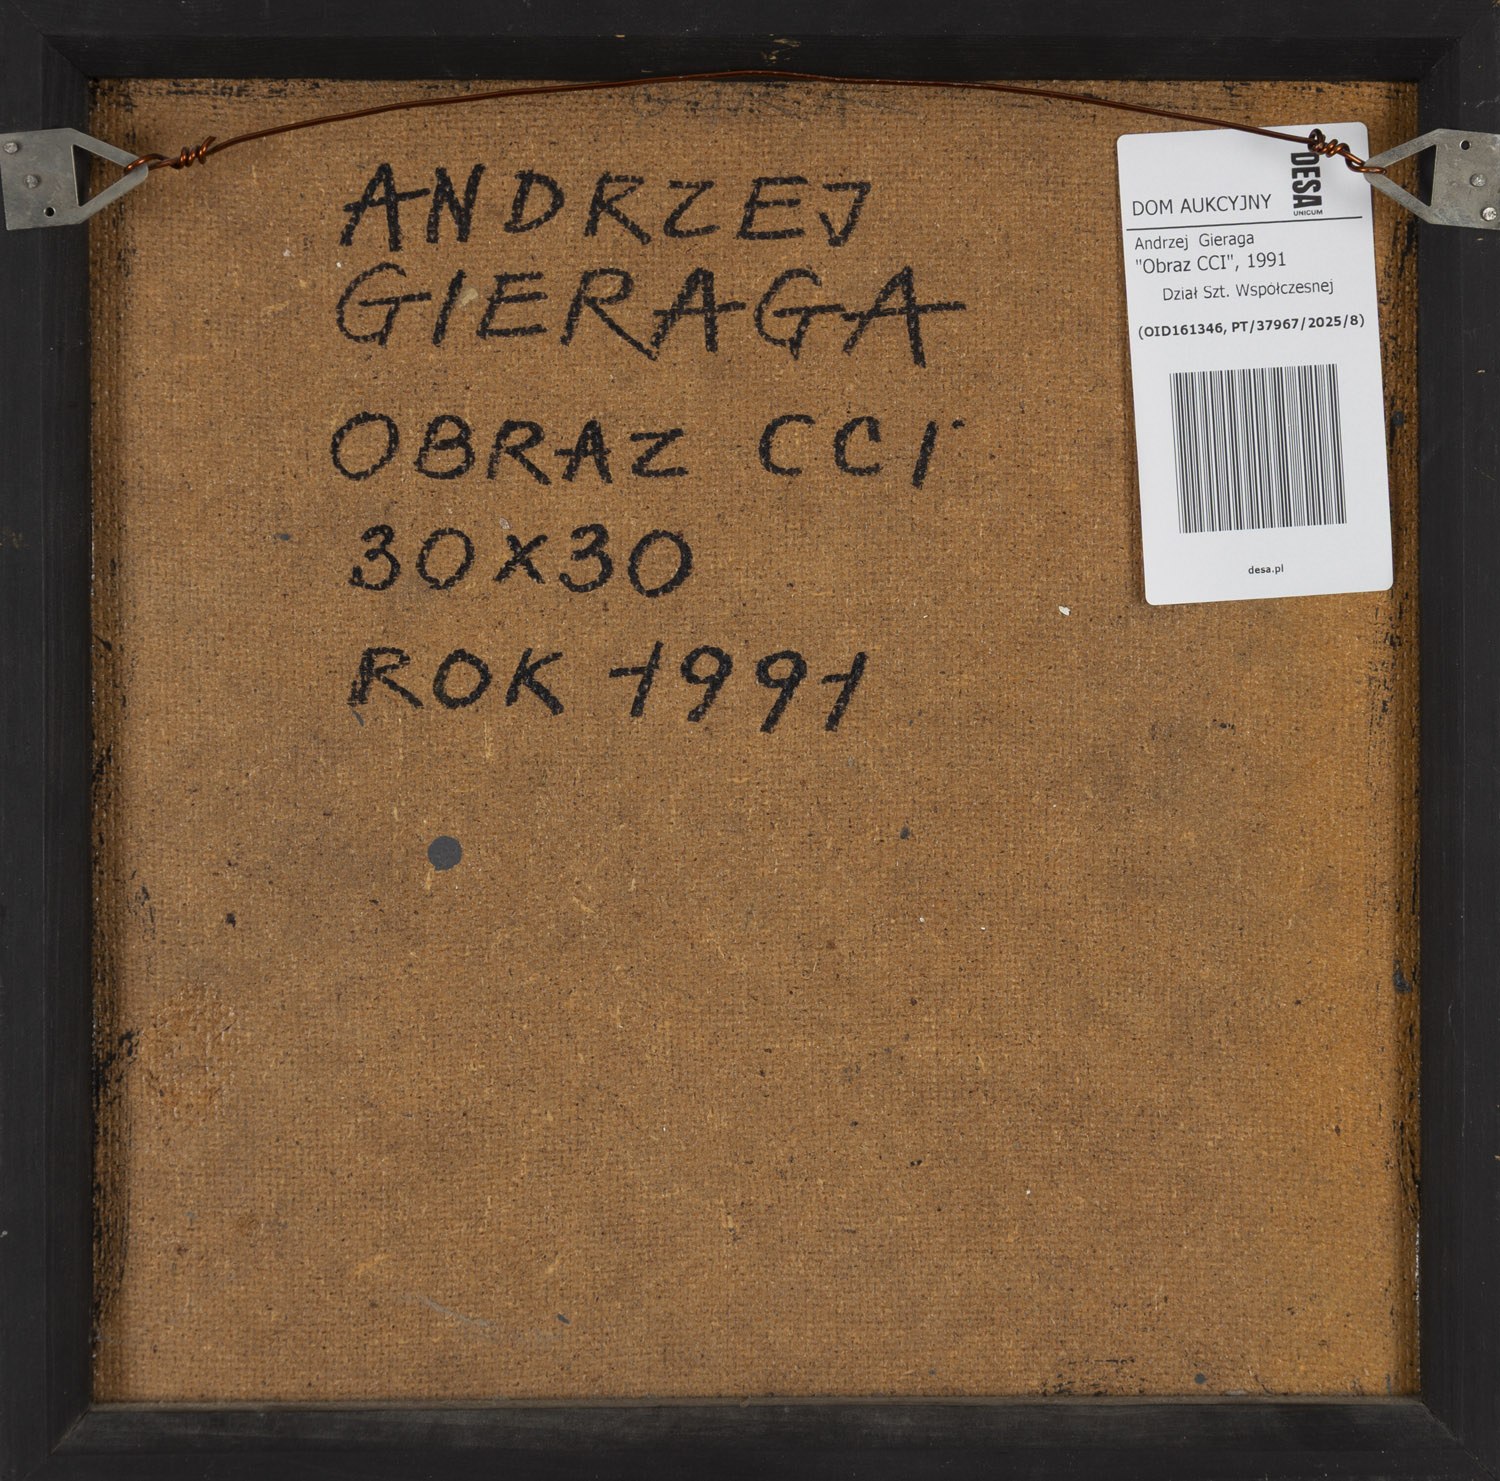 ANDRZEJ
GIERAGA
OBRAZ CCI
30X30
ROK 1991
DOM AUKCYJNY
DESA
UNICUM
Andrzej Gieraga
"Obraz CCI", 1991
Dział Szt. Współczesnej
(OID161346, PT/37967/2025/8)
desa.pl